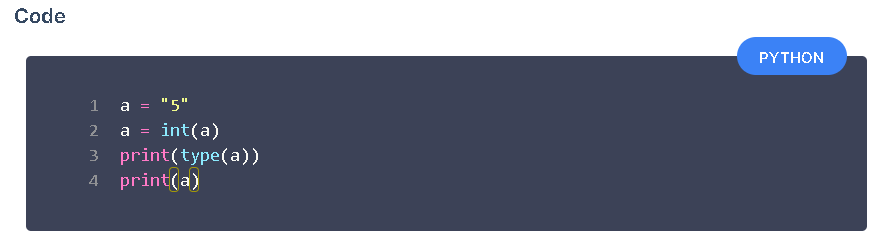 Code
PYTHON
1 a = "5"
2 a = int(a)
3 print(type(a))
4 print(a)